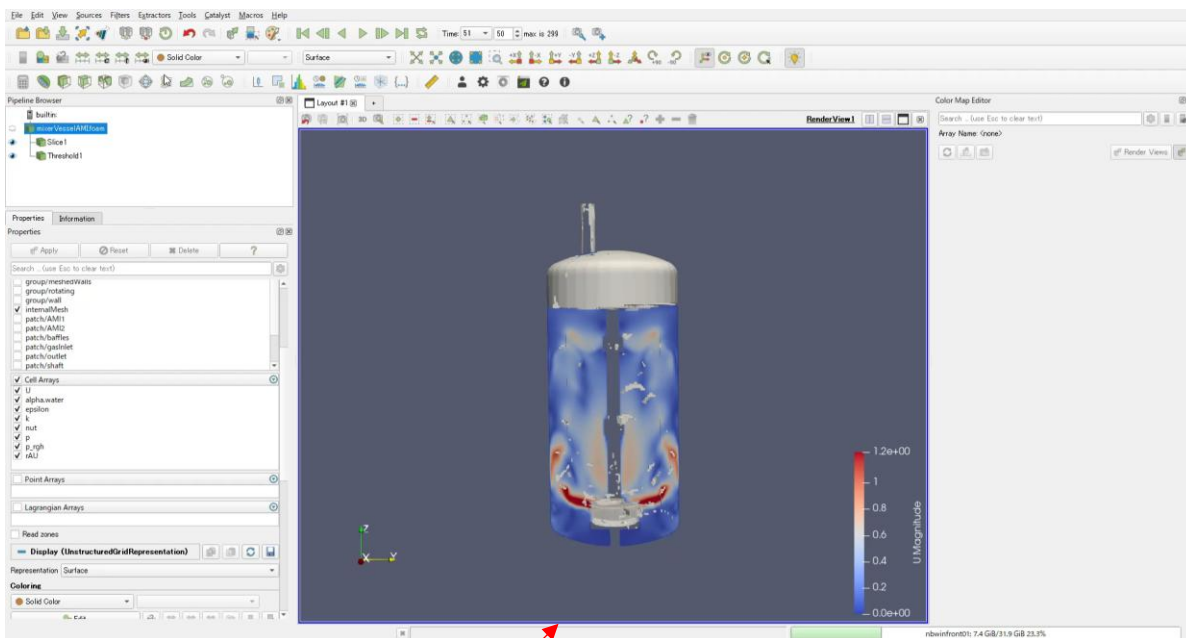 File Edit View Sources Filters Extractors Tools Catalyst Macros Help
Time: 51 50 max is 299
Solid Color Surface
Pipeline Browser
builtin:
mixerVesselAMI.foam
Slice1
Threshold1
Properties Information
Properties
Apply Reset Delete ?
Search ... (use Esc to clear text)
group/meshedWalls
group/rotating
group/wall
internalMesh
patch/AMI1
patch/AMI2
patch/baffles
patch/gasInlet
patch/outlet
patch/shaft
Cell Arrays
U
alpha.water
epsilon
k
nut
p
p_rgh
rAU
Point Arrays
Lagrangian Arrays
Read zones
Display (UnstructuredGridRepresentation)
Representation Surface
Coloring
Solid Color
Edit
Layout #1
RenderView1
Z
X Y
1.2e+00
1
0.8
0.6
0.4
0.2
0.0e+00
U Magnitude
Color Map Editor
Search ... (use Esc to clear text)
Array Name: (none)
Render Views
nbwinfront01: 7.4 GiB/31.9 GiB 23.3%